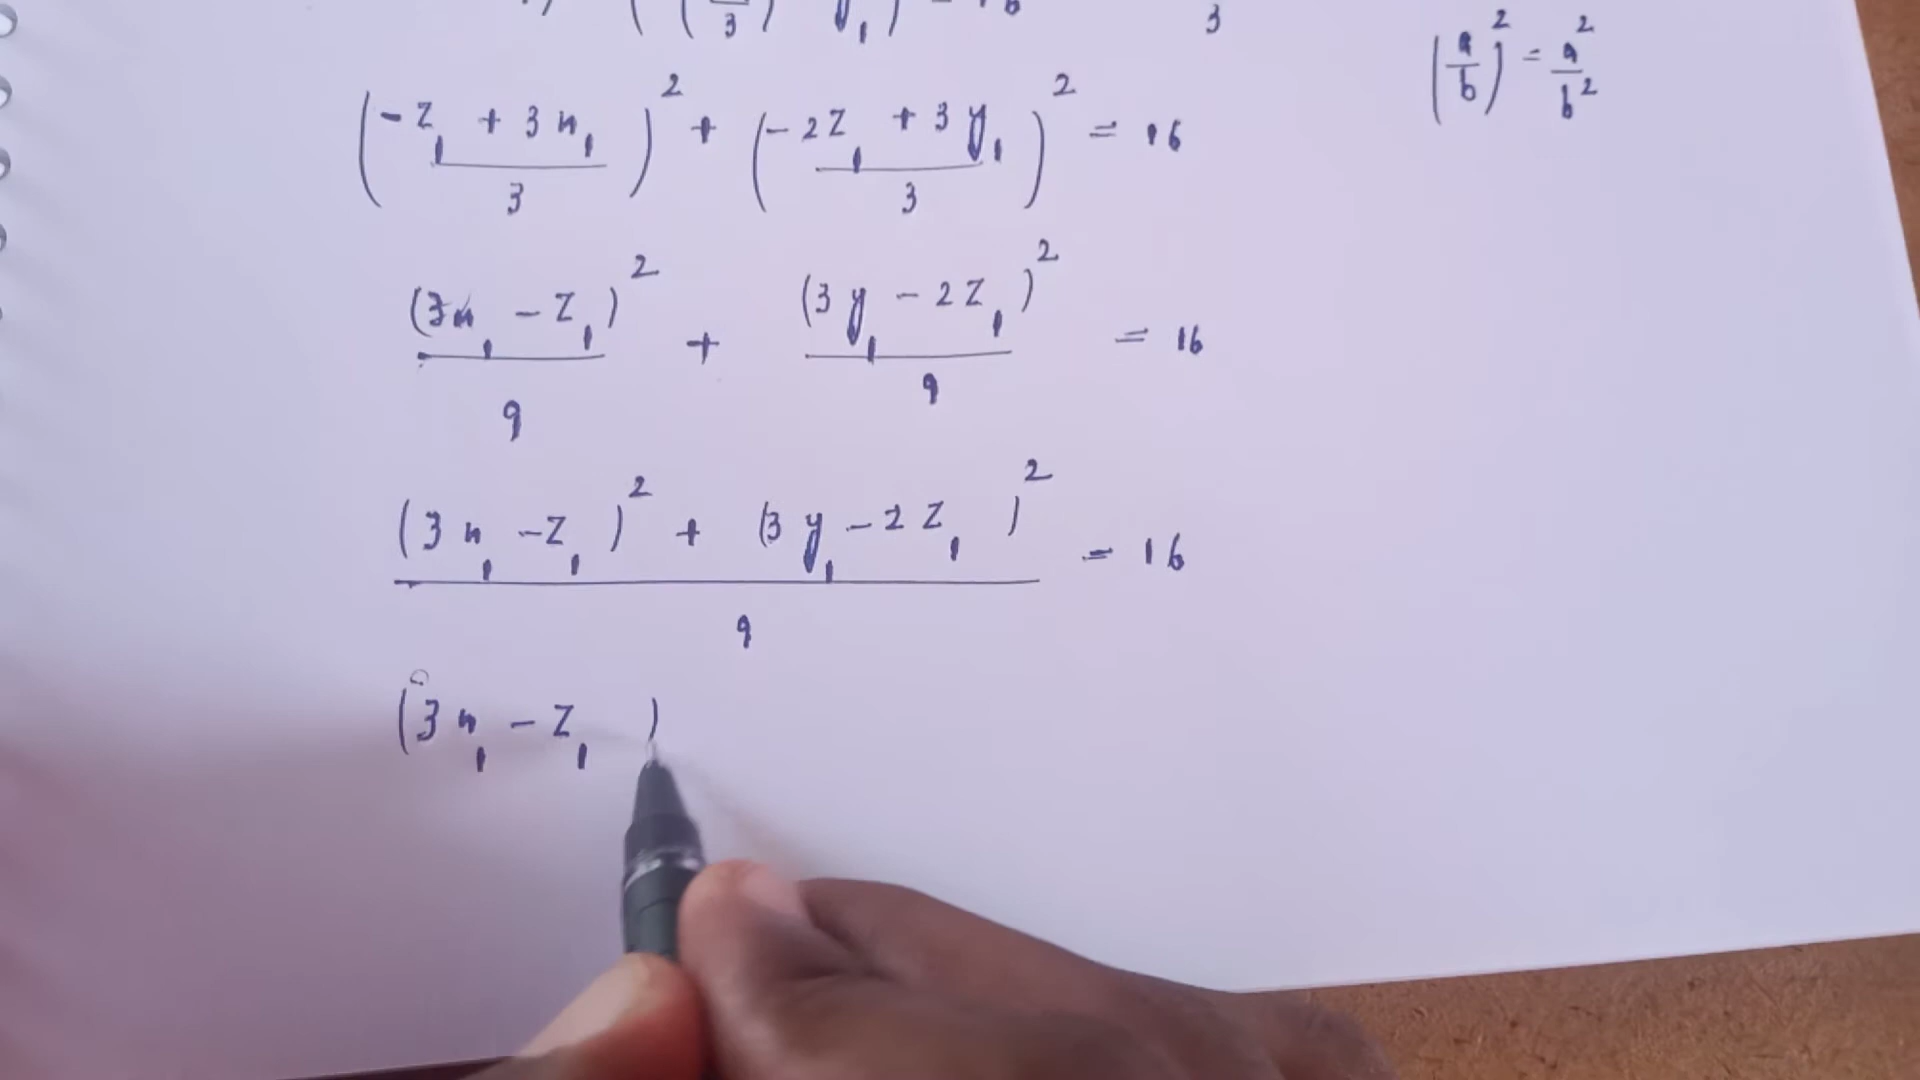 3
(a/b)² = a²/b²
((-z₁ + 3x₁)/3)² + ((-2z₁ + 3y₁)/3)² = 16
(3x₁ - z₁)²/9 + (3y₁ - 2z₁)²/9 = 16
((3x₁ - z₁)² + (3y₁ - 2z₁)²)/9 = 16
(3x₁ - z₁)